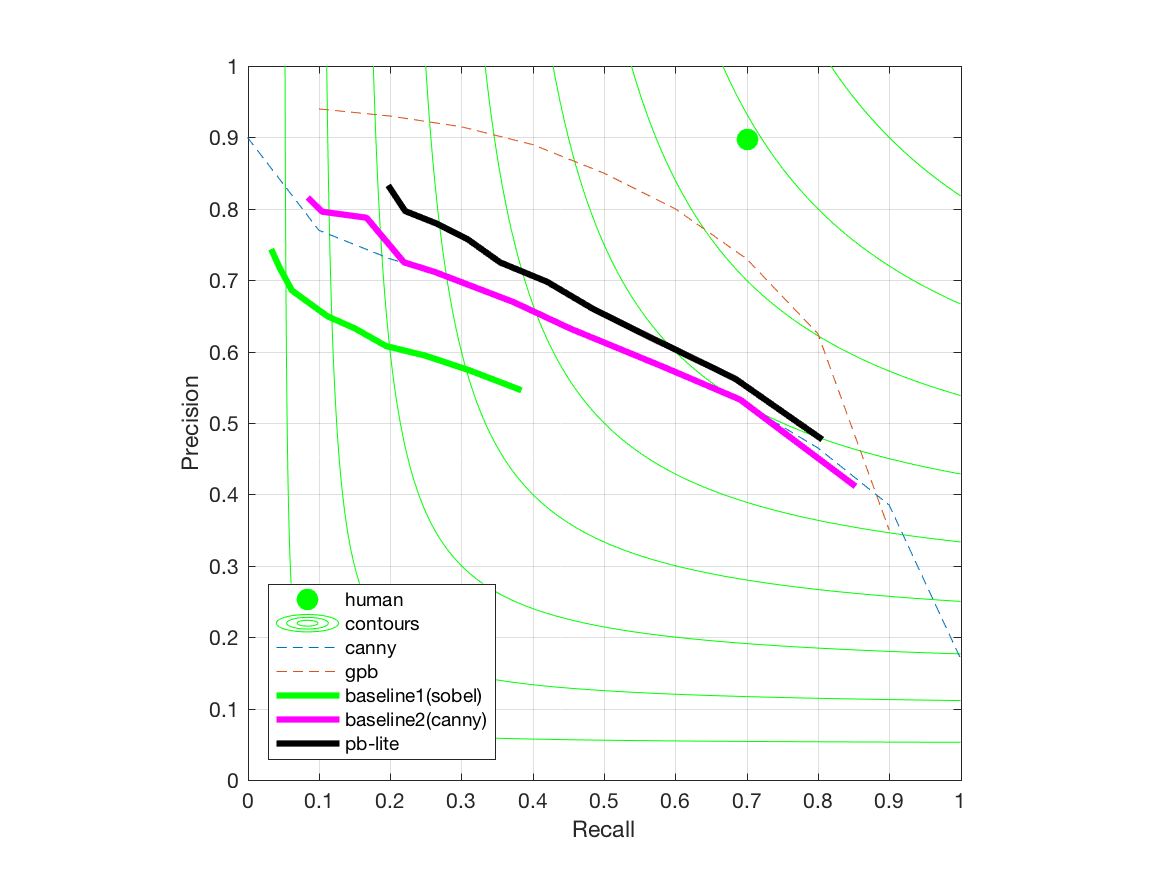 1
0.9
0.8
0.7
0.6
0.5
0.4
0.3
0.2
0.1
0
Precision
human
contours
canny
gpb
baseline1(sobel)
baseline2(canny)
pb-lite
0 0.1 0.2 0.3 0.4 0.5 0.6 0.7 0.8 0.9 1
Recall